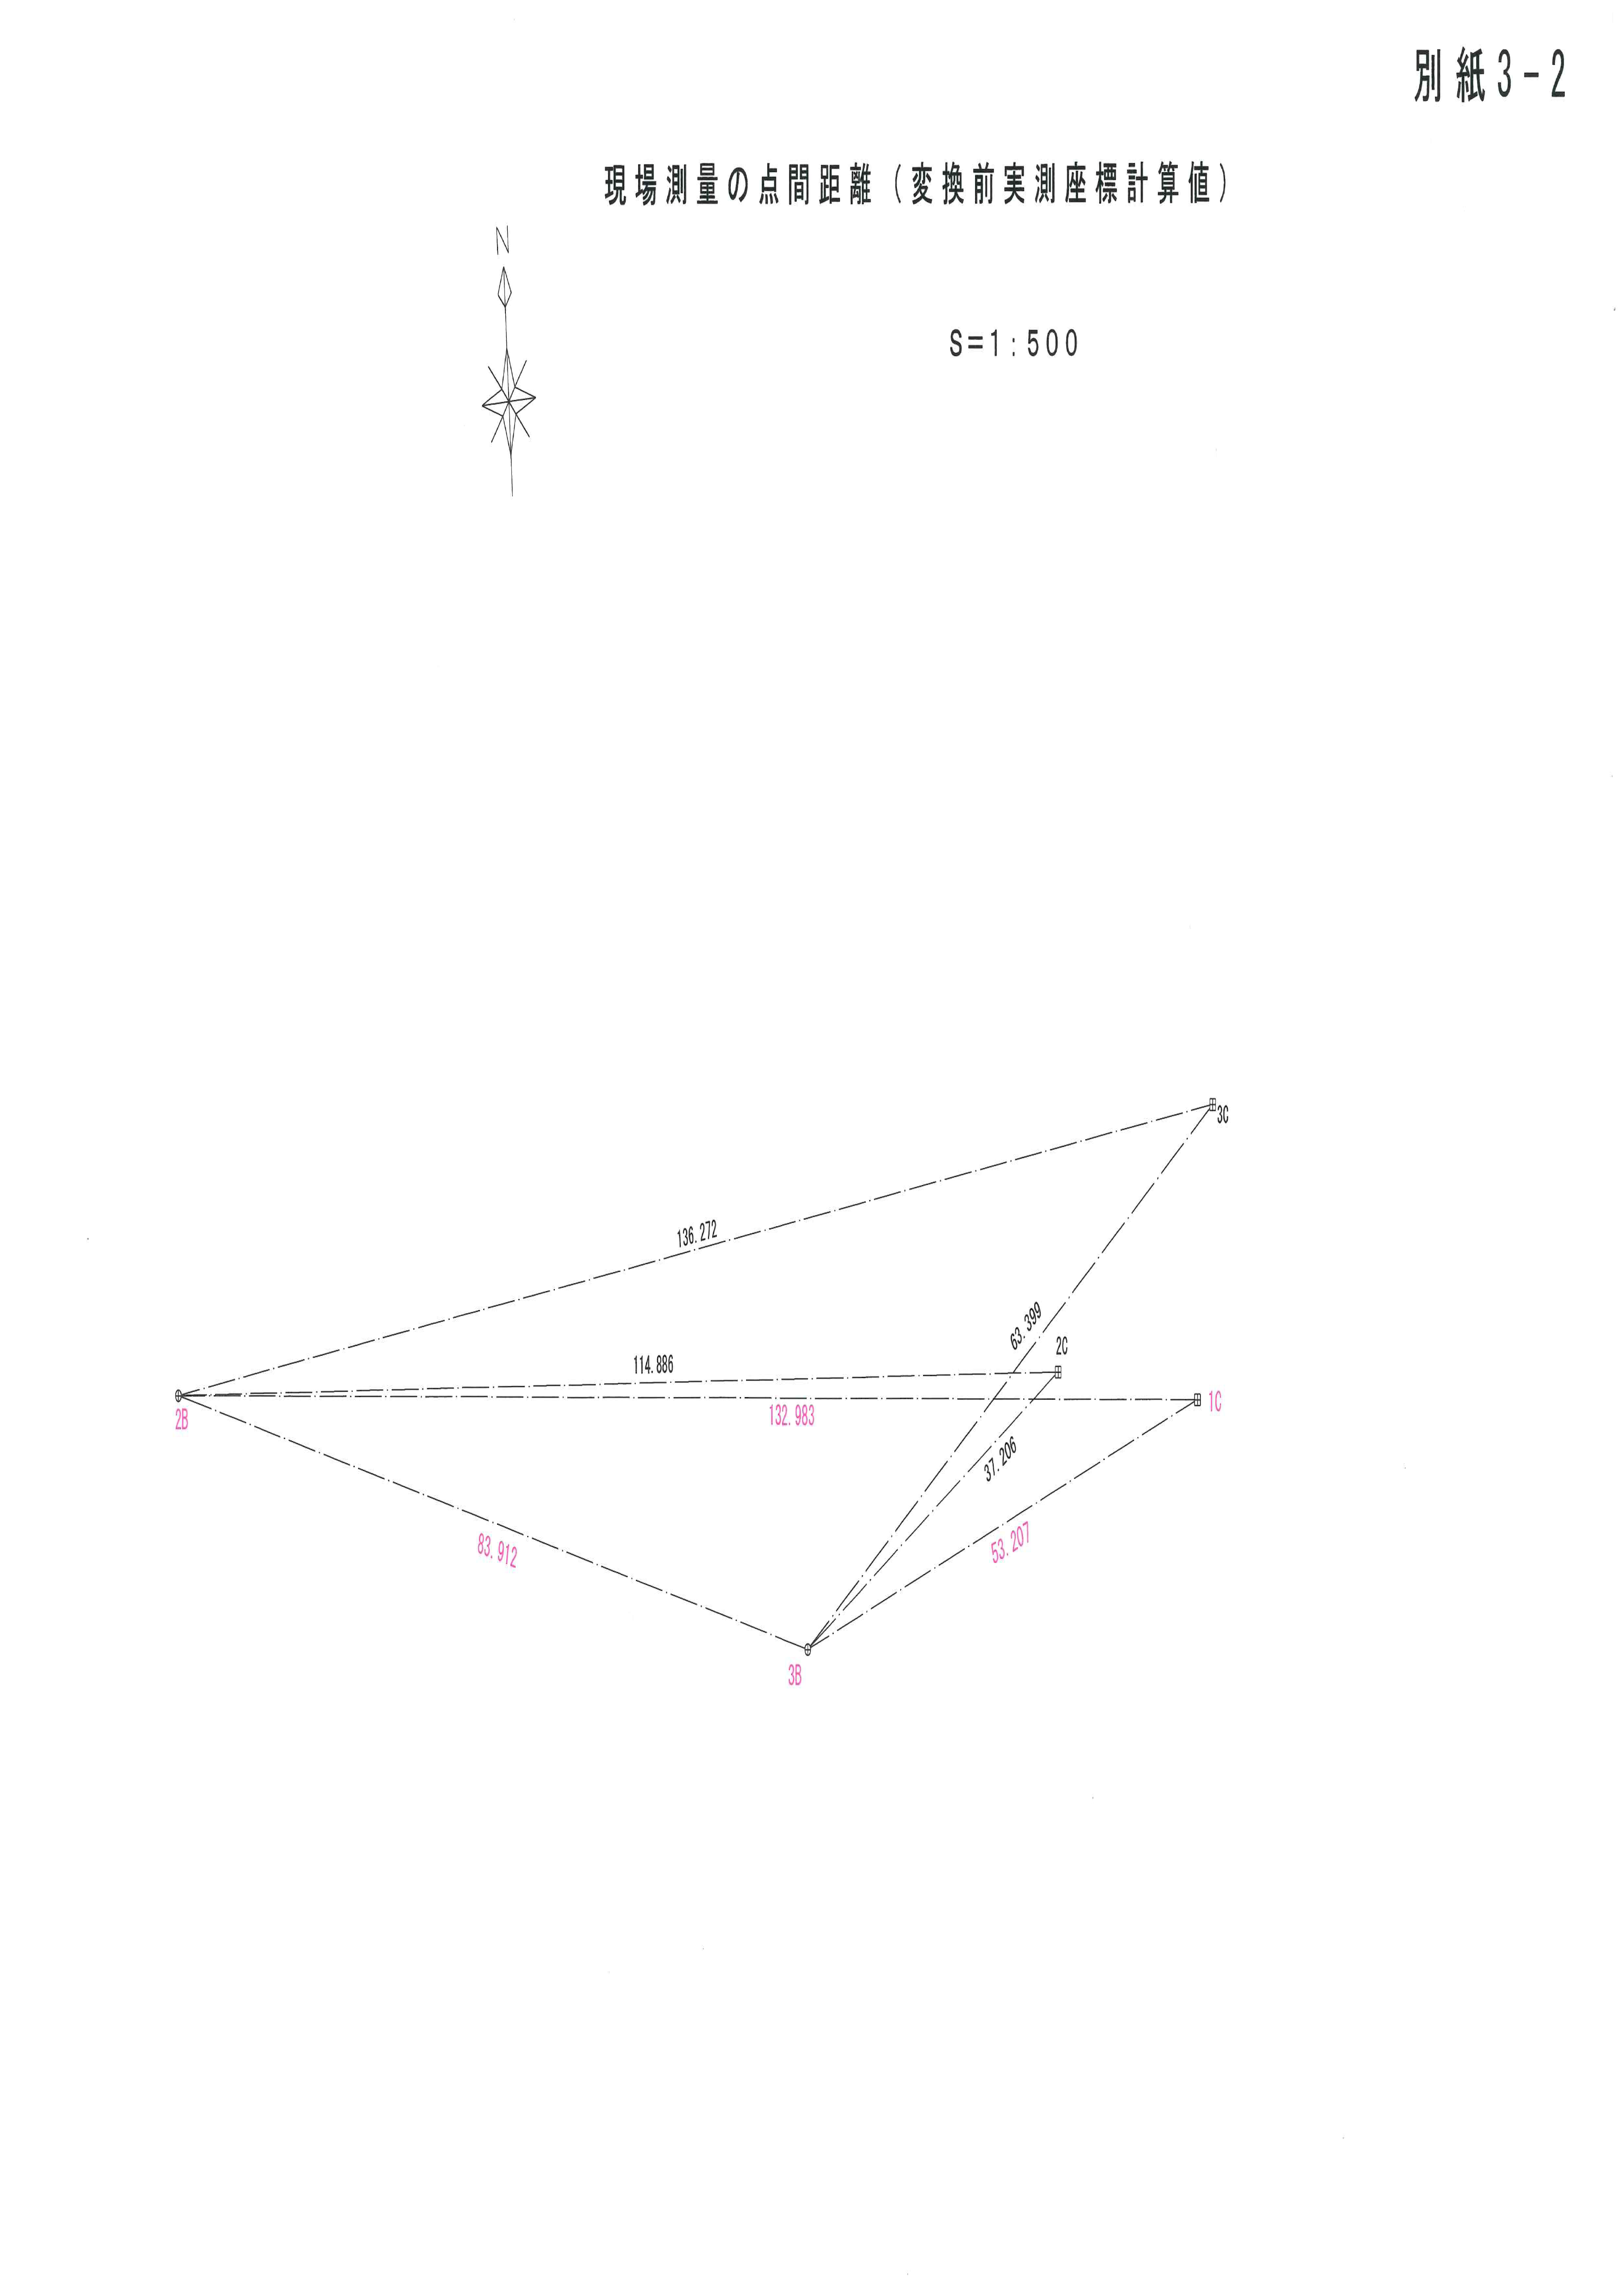 別紙3-2
現場測量の点間距離（変換前実測座標計算値）
N
S=1:500
3C
136.272
63.399
2C
114.886
1C
132.983
2B
37.206
53.207
83.912
3B